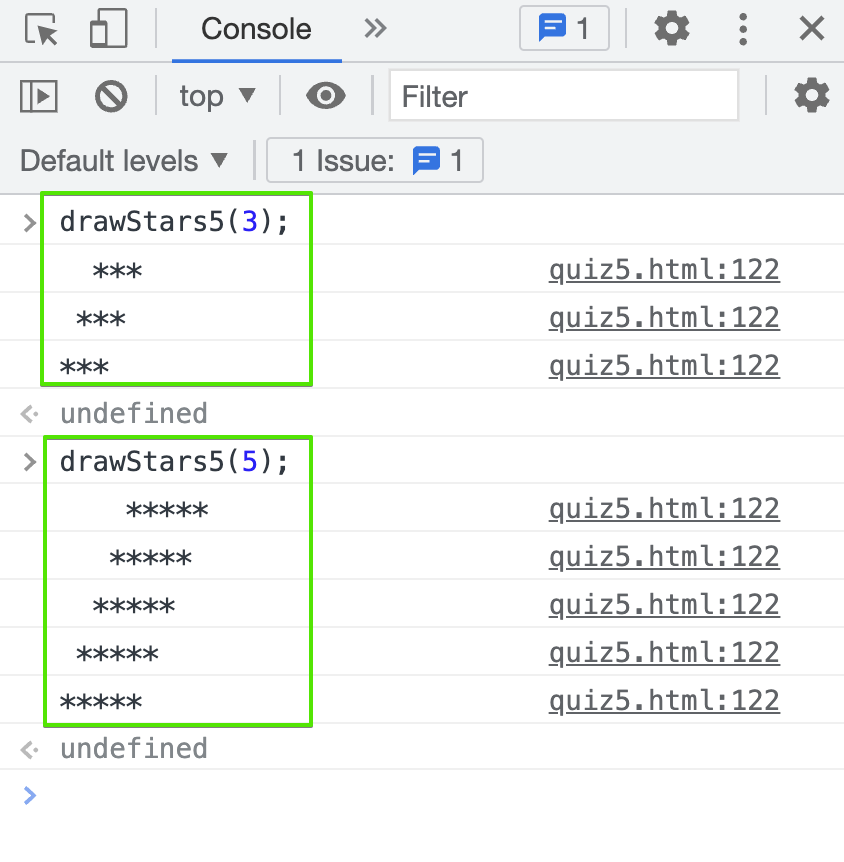 Console 1
top Filter
Default levels 1 Issue: 1
> drawStars5(3);
  *** quiz5.html:122
 *** quiz5.html:122
*** quiz5.html:122
undefined
> drawStars5(5);
    ***** quiz5.html:122
   ***** quiz5.html:122
  ***** quiz5.html:122
 ***** quiz5.html:122
***** quiz5.html:122
undefined
>